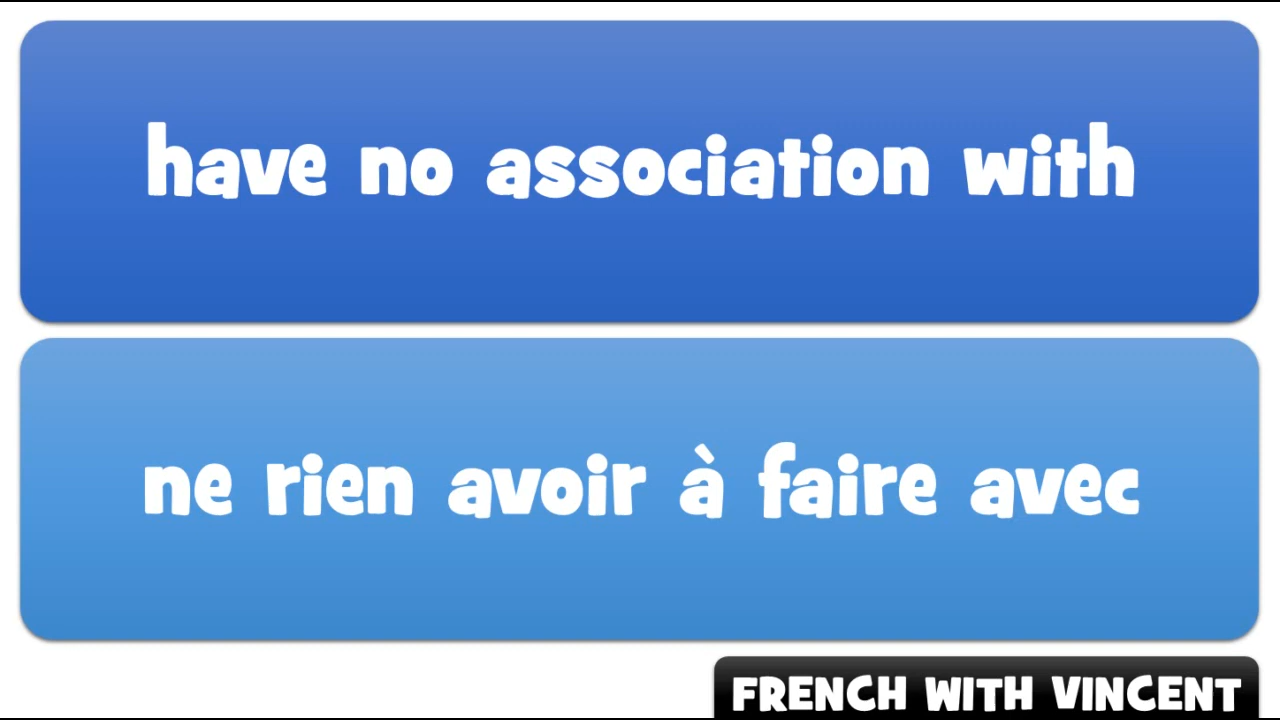 have no association with
ne rien avoir à faire avec
FRENCH WITH VINCENT